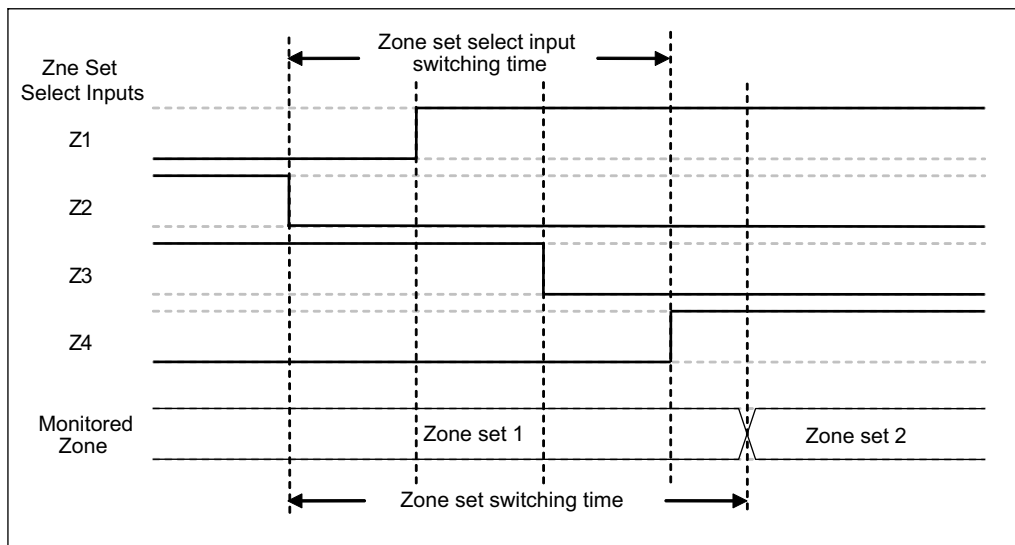 Zone set select input
switching time
Zne Set
Select Inputs
Z1
Z2
Z3
Z4
Monitored
Zone
Zone set 1
Zone set 2
Zone set switching time